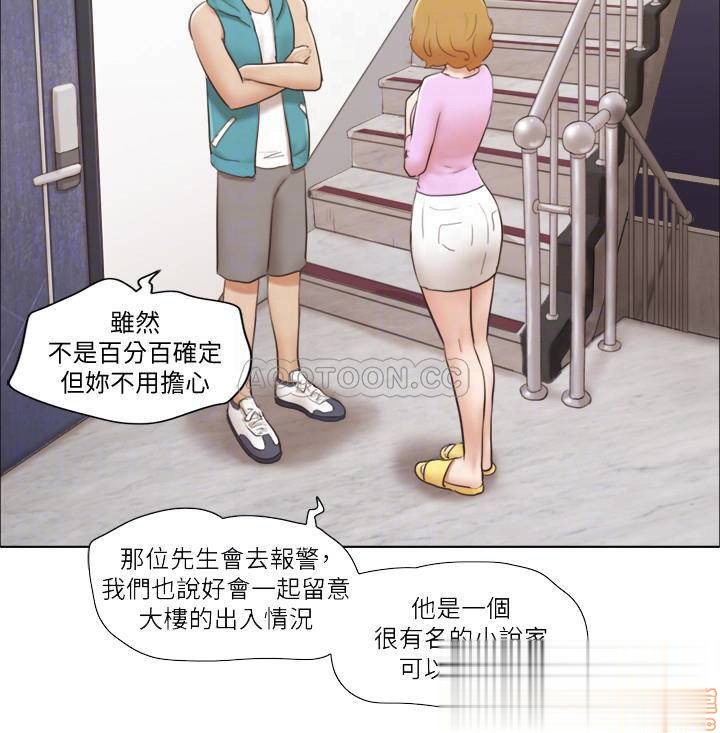 雖然
不是百分百確定
但妳不用擔心
AOQTOON.CC
那位先生會去報警,
我們也說好會一起留意
大樓的出入情況
他是一個
很有名的小說家
可以